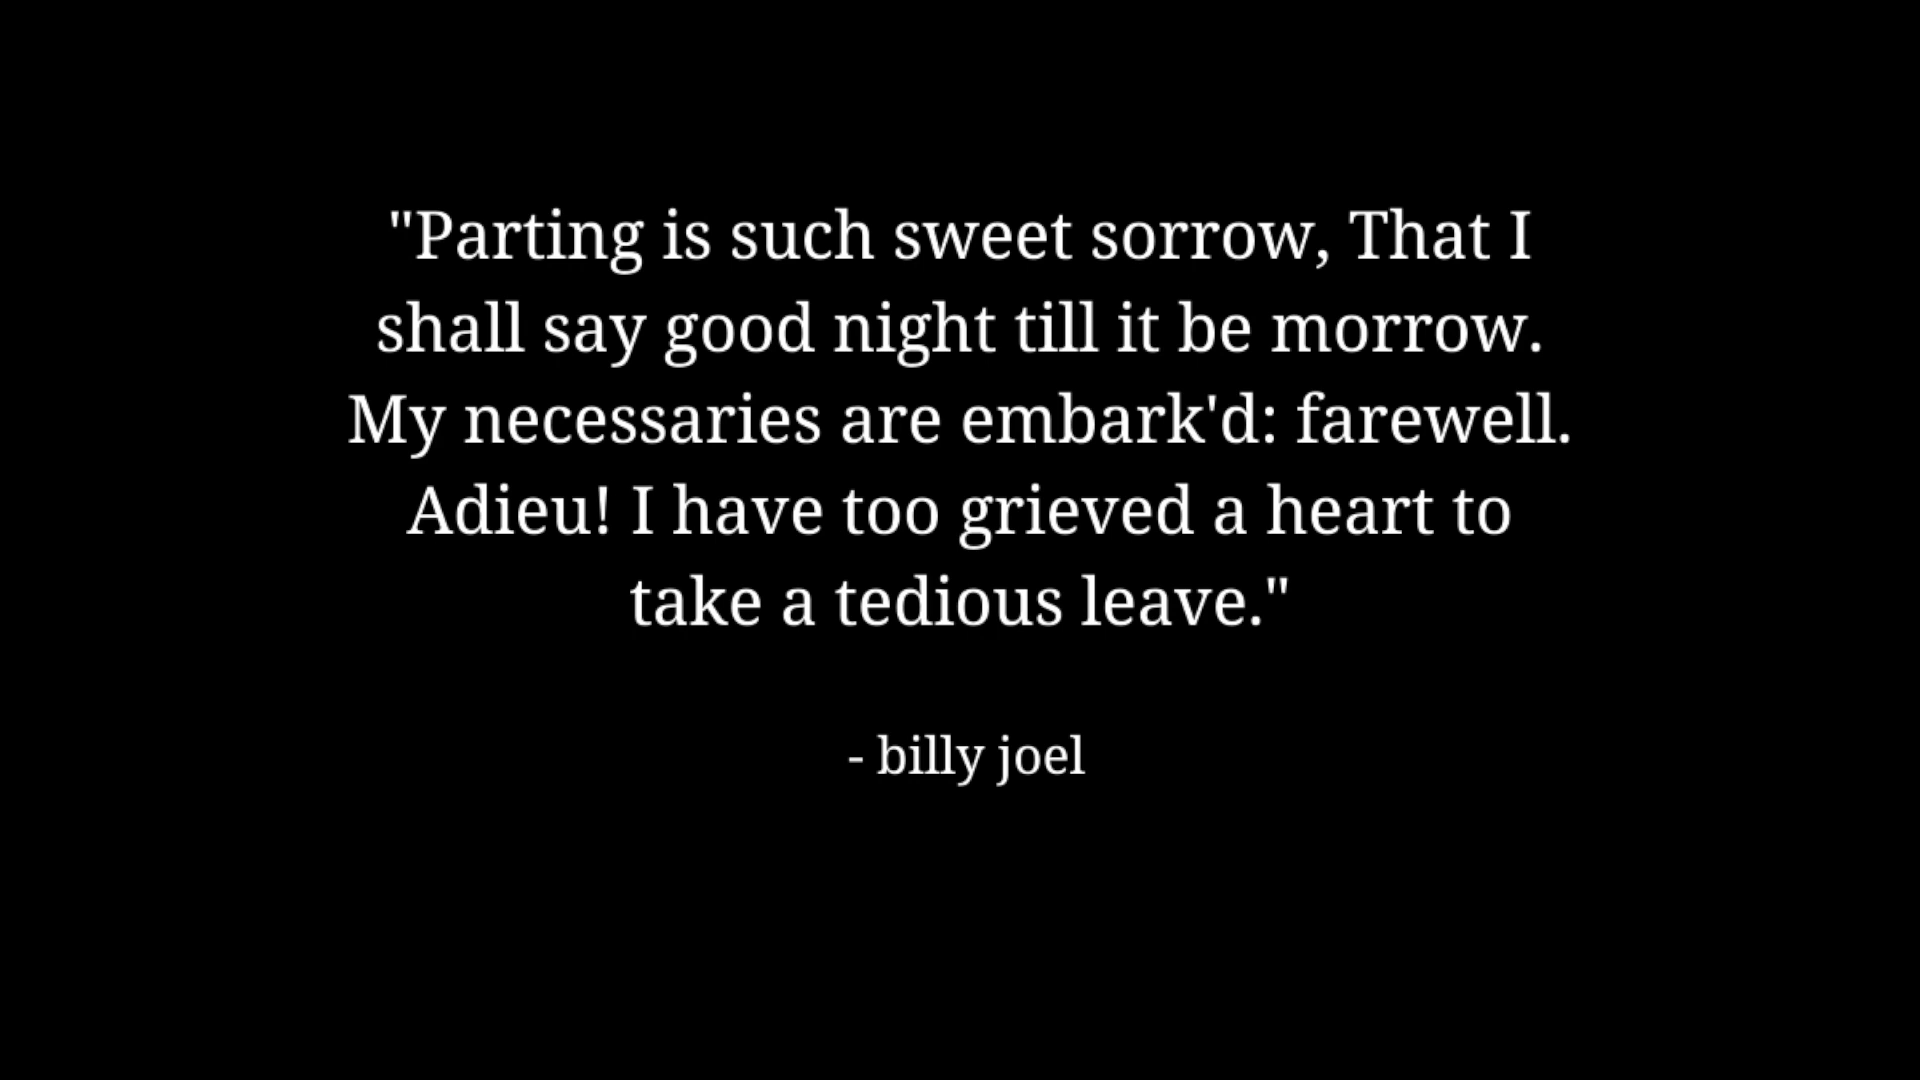 "Parting is such sweet sorrow, That I
shall say good night till it be morrow.
My necessaries are embark'd: farewell.
Adieu! I have too grieved a heart to
take a tedious leave."
- billy joel